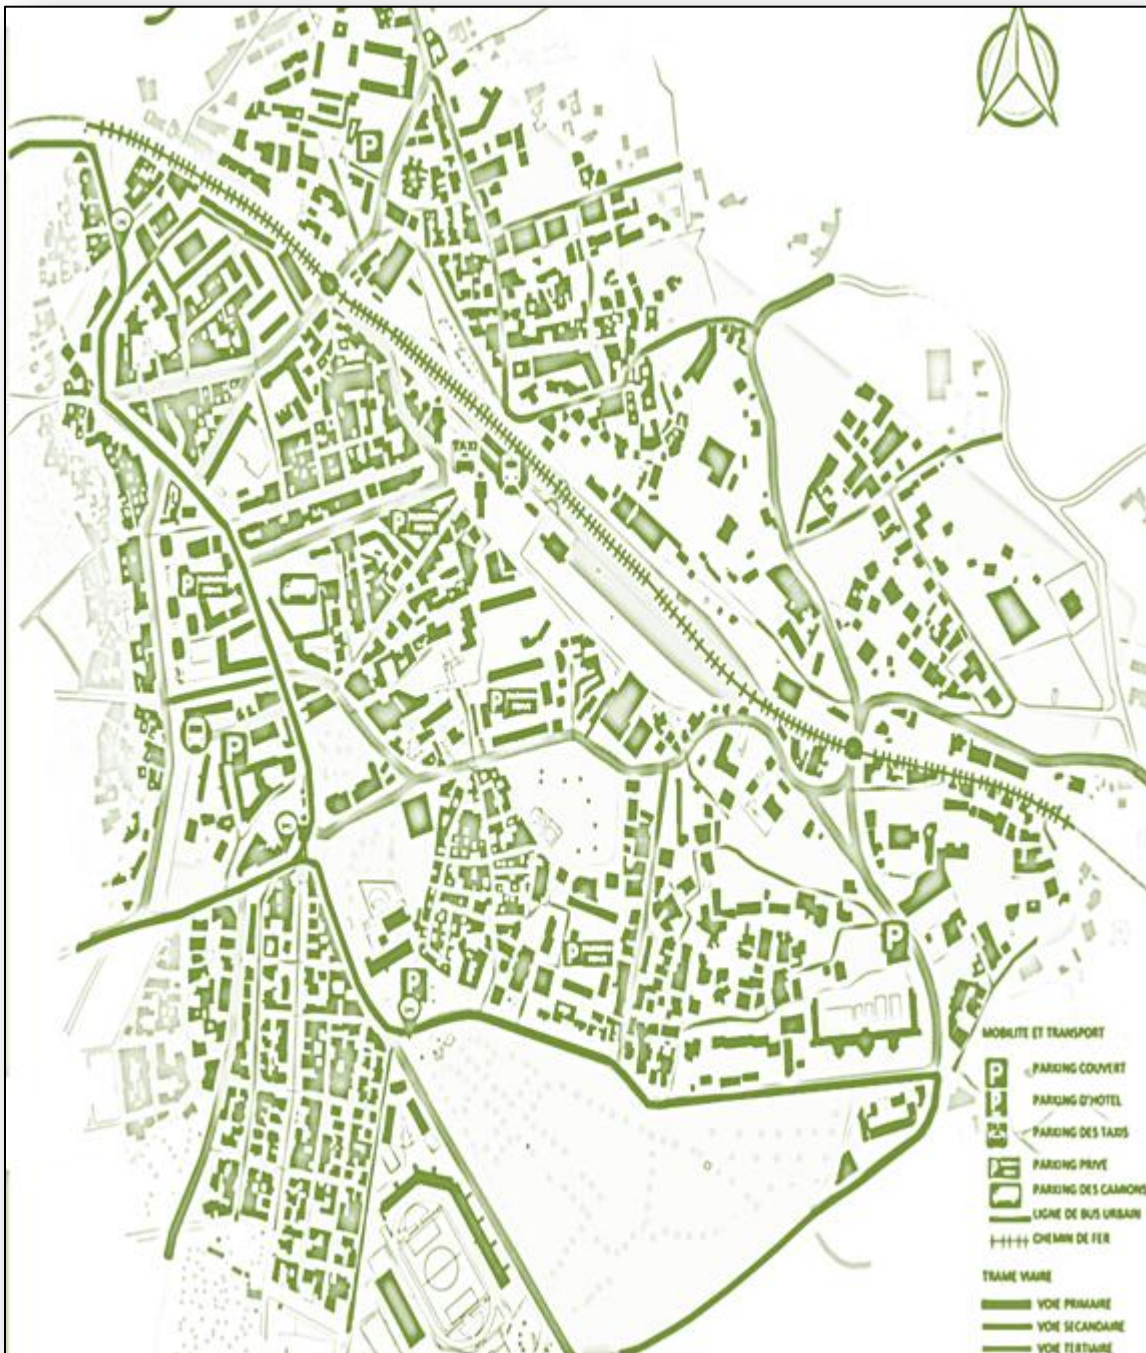 P
TAXI
P
P
P
P
P
P
P
MOBILITE ET TRANSPORT
P PARKING COUVERT
P PARKING D'HOTEL
PARKING DES TAXIS
PARKING PRIVE
PARKING DES CAMIONS
LIGNE DE BUS URBAIN
CHEMIN DE FER
TRAME VIAIRE
VOIE PRIMAIRE
VOIE SECANDAIRE
VOIE TERTIAIRE